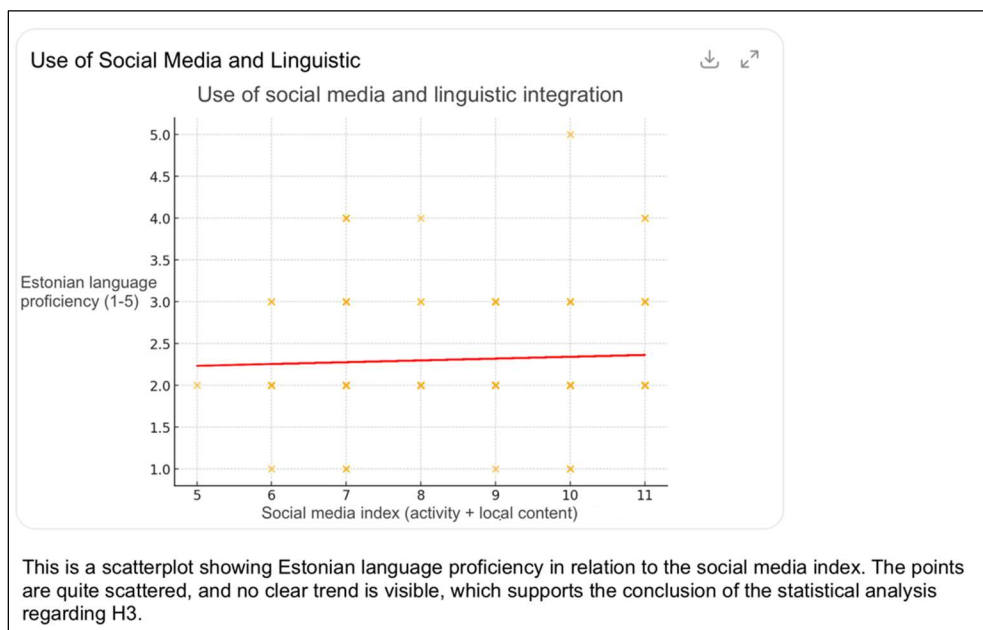 Use of Social Media and Linguistic
Use of social media and linguistic integration
5.0
4.5
4.0
3.5
Estonian language
proficiency (1-5)
3.0
2.5
2.0
1.5
1.0
5 6 7 8 9 10 11
Social media index (activity + local content)
This is a scatterplot showing Estonian language proficiency in relation to the social media index. The points
are quite scattered, and no clear trend is visible, which supports the conclusion of the statistical analysis
regarding H3.